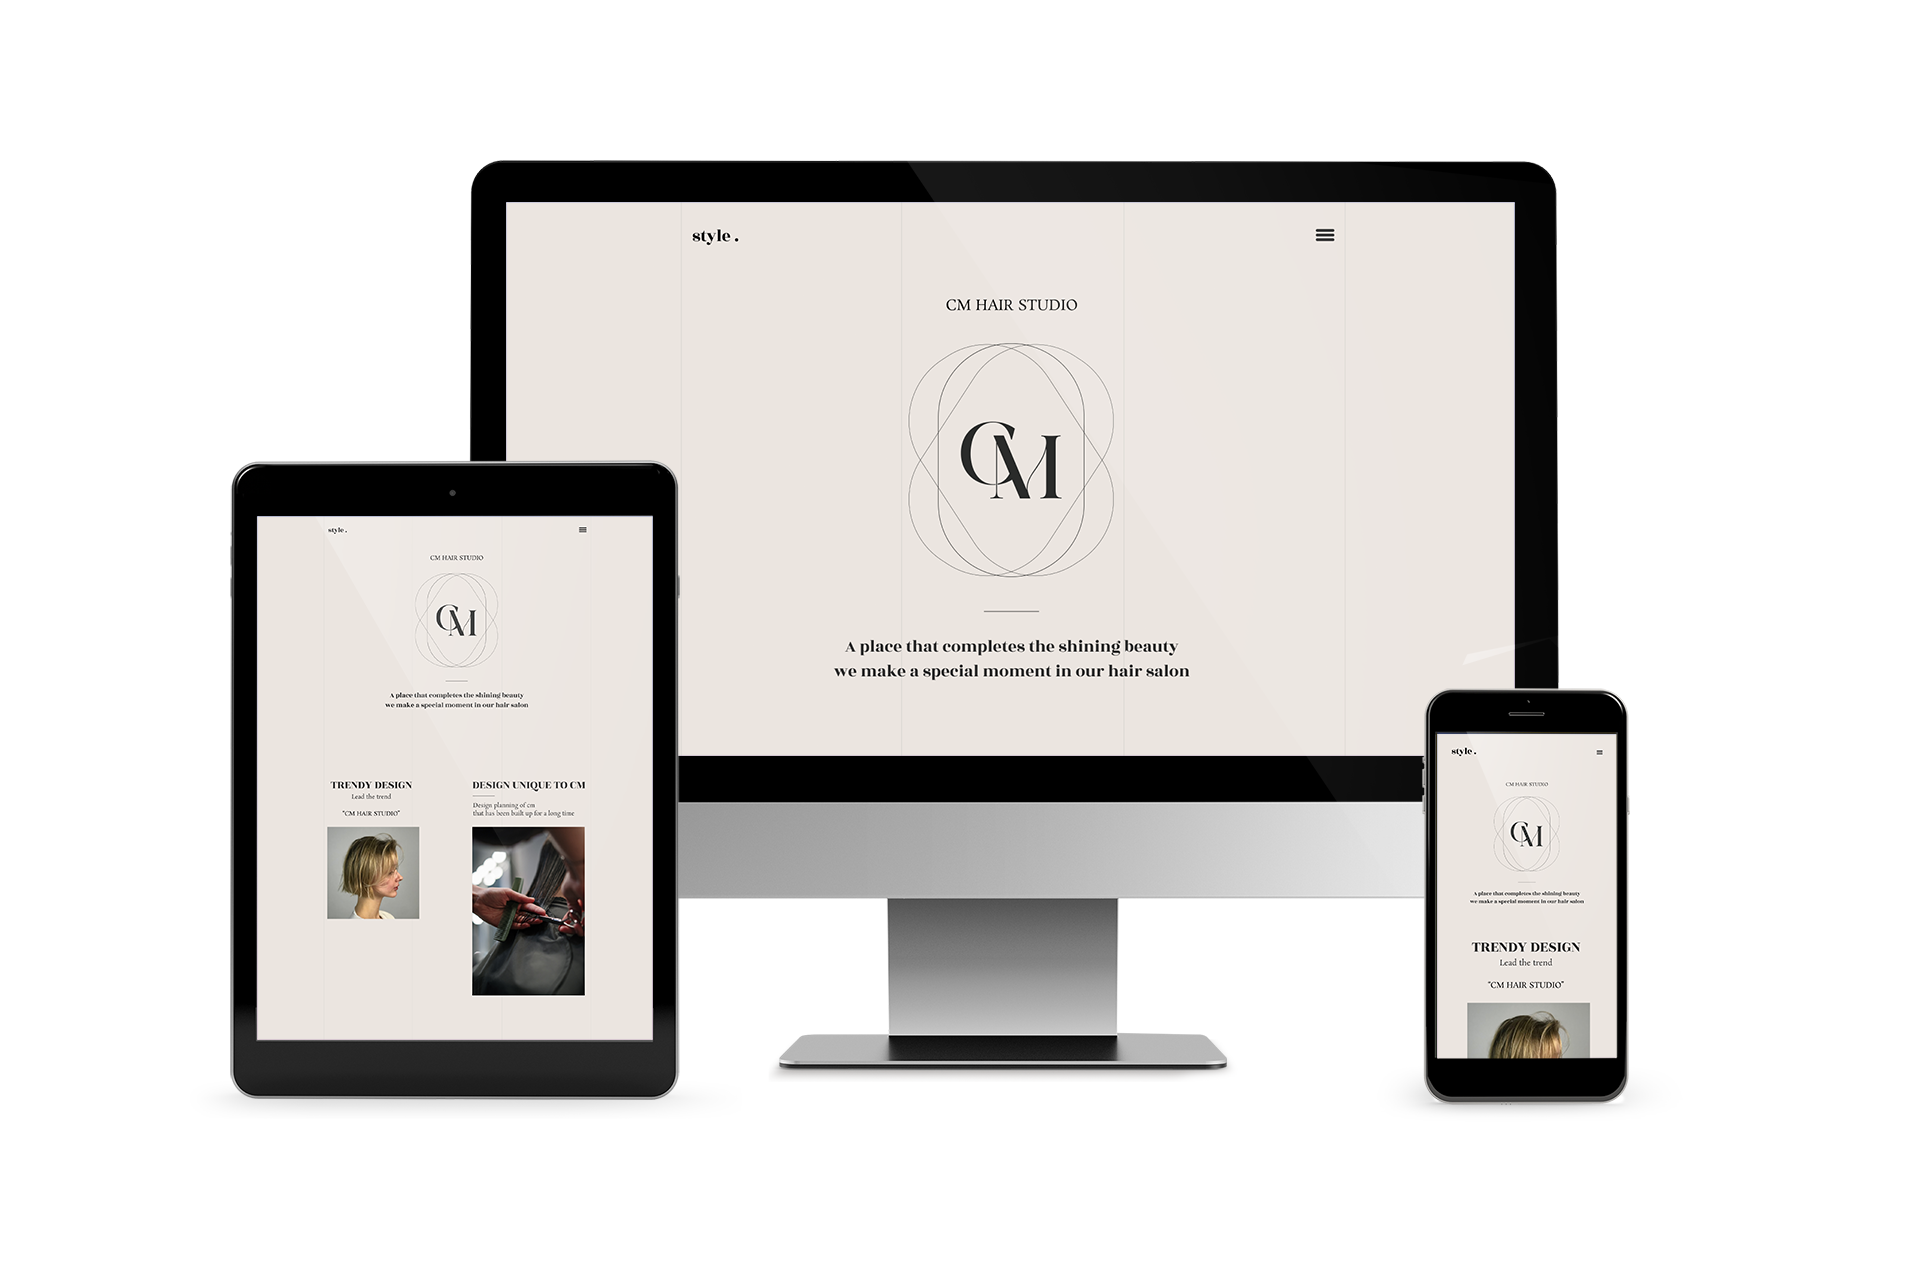 style .
CM HAIR STUDIO
CM
A place that completes the shining beauty
we make a special moment in our hair salon
style .
CM HAIR STUDIO
CM
A place that completes the shining beauty
we make a special moment in our hair salon
TRENDY DESIGN
Lead the trend
"CM HAIR STUDIO"
DESIGN UNIQUE TO CM
Design planning of cm
that has been built up for a long time
style .
CM HAIR STUDIO
CM
A place that completes the shining beauty
we make a special moment in our hair salon
TRENDY DESIGN
Lead the trend
"CM HAIR STUDIO"